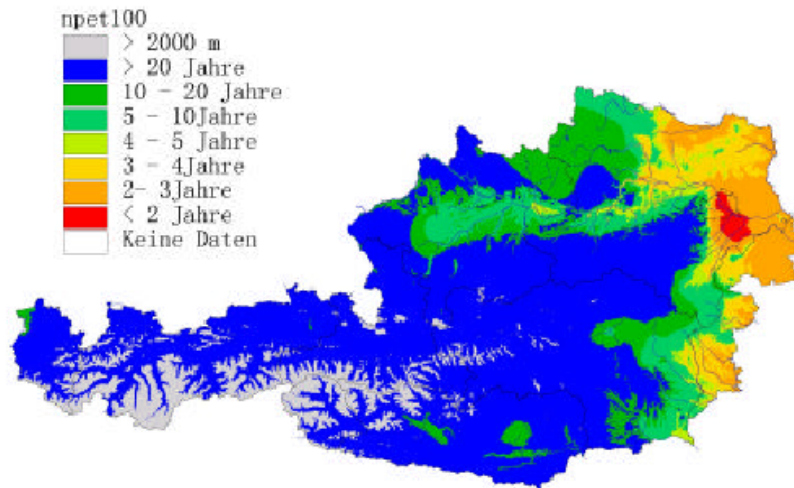 npet100
> 2000 m
> 20 Jahre
10 - 20 Jahre
5 - 10Jahre
4 - 5 Jahre
3 - 4Jahre
2- 3Jahre
< 2 Jahre
Keine Daten
5